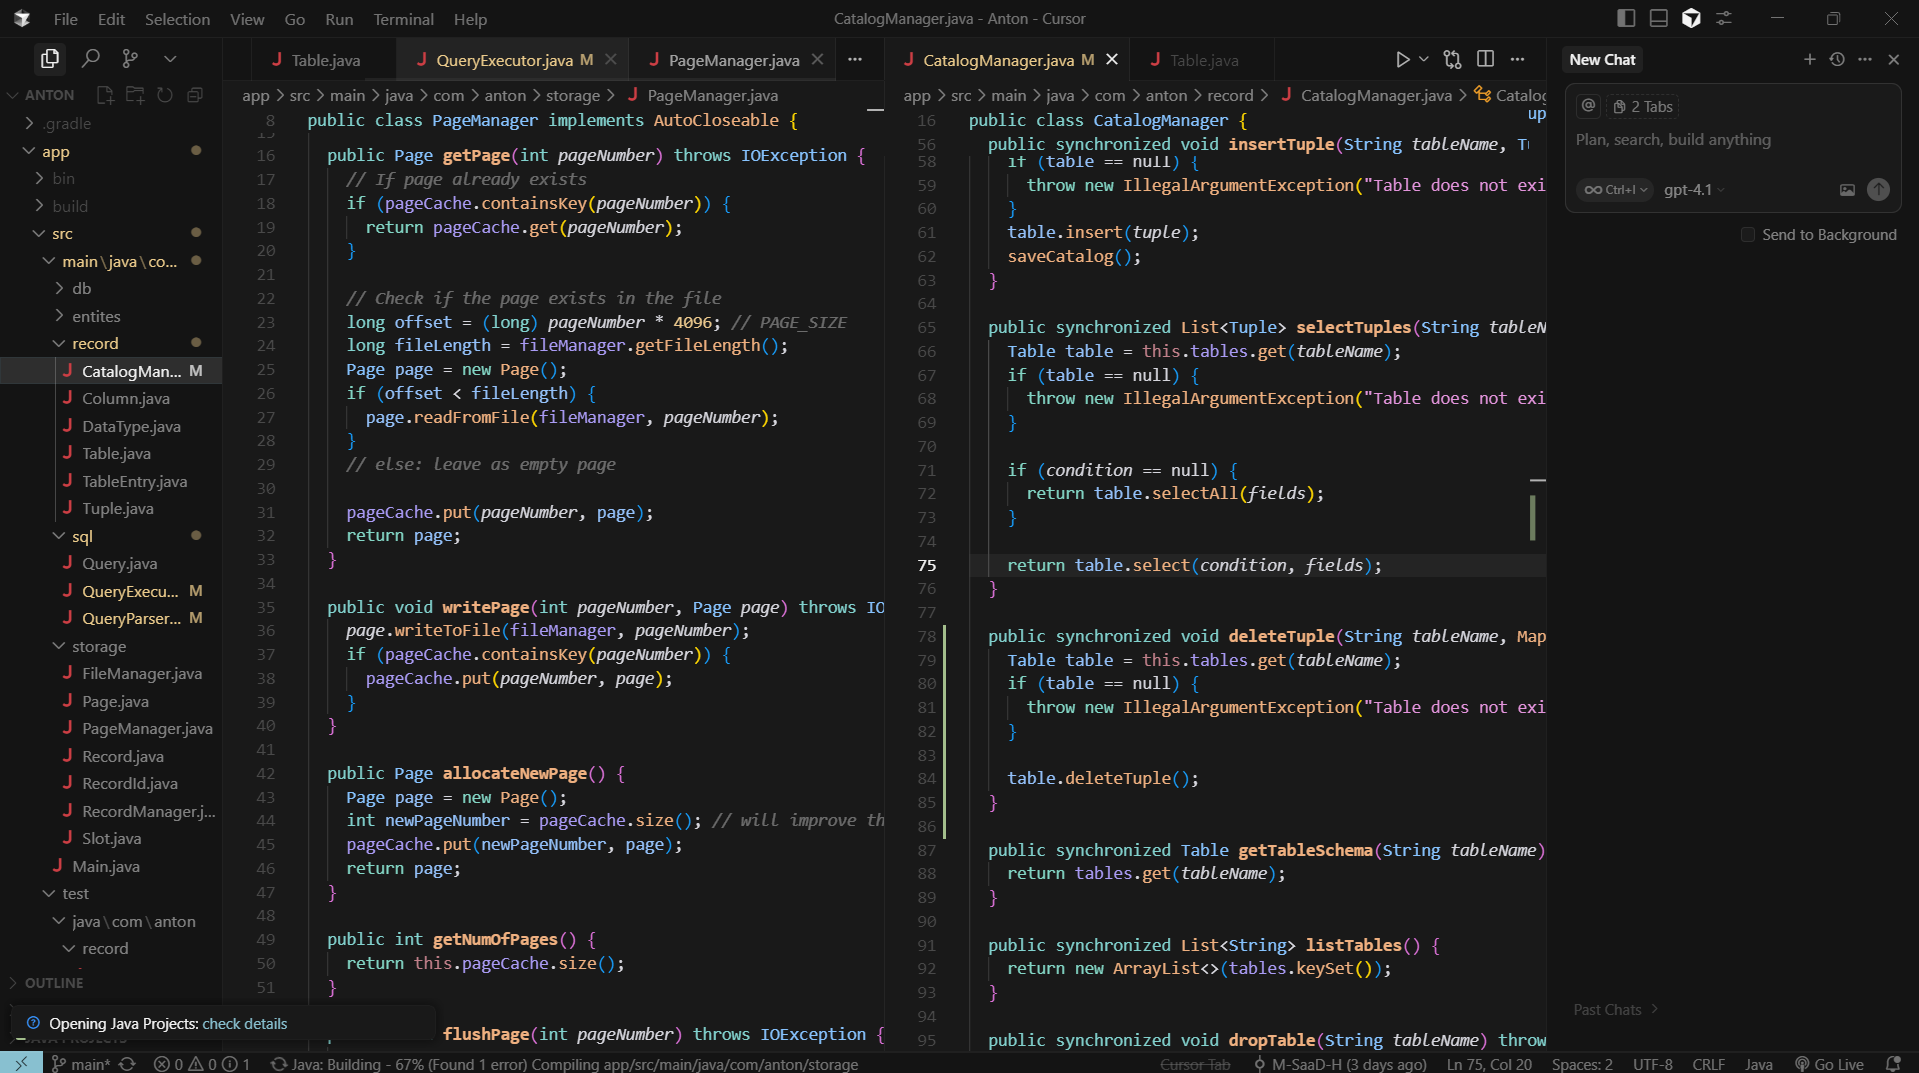 File Edit Selection View Go Run Terminal Help
CatalogManager.java - Anton - Cursor
ANTON
.gradle
app
bin
build
src
main\java\co...
db
entites
record
CatalogMan... M
Column.java
DataType.java
Table.java
TableEntry.java
Tuple.java
sql
Query.java
QueryExecu... M
QueryParser... M
storage
FileManager.java
Page.java
PageManager.java
Record.java
RecordId.java
RecordManager.j...
Slot.java
Main.java
test
java\com\anton
record
OUTLINE
Opening Java Projects: check details
Table.java
QueryExecutor.java M
PageManager.java
app > src > main > java > com > anton > storage > PageManager.java
8 public class PageManager implements AutoCloseable {
16 public Page getPage(int pageNumber) throws IOException {
17 // If page already exists
18 if (pageCache.containsKey(pageNumber)) {
19 return pageCache.get(pageNumber);
20 }
21
22 // Check if the page exists in the file
23 long offset = (long) pageNumber * 4096; // PAGE_SIZE
24 long fileLength = fileManager.getFileLength();
25 Page page = new Page();
26 if (offset < fileLength) {
27 page.readFromFile(fileManager, pageNumber);
28 }
29 // else: leave as empty page
30
31 pageCache.put(pageNumber, page);
32 return page;
33 }
34
35 public void writePage(int pageNumber, Page page) throws IO
36 page.writeToFile(fileManager, pageNumber);
37 if (pageCache.containsKey(pageNumber)) {
38 pageCache.put(pageNumber, page);
39 }
40 }
41
42 public Page allocateNewPage() {
43 Page page = new Page();
44 int newPageNumber = pageCache.size(); // will improve th
45 pageCache.put(newPageNumber, page);
46 return page;
47 }
48
49 public int getNumOfPages() {
50 return this.pageCache.size();
51 }
flushPage(int pageNumber) throws IOException {
CatalogManager.java M
Table.java
app > src > main > java > com > anton > record > CatalogManager.java > Catalog
up
16 public class CatalogManager {
56 public synchronized void insertTuple(String tableName, Tu
58 if (table == null) {
59 throw new IllegalArgumentException("Table does not exi
60 }
61 table.insert(tuple);
62 saveCatalog();
63 }
64
65 public synchronized List<Tuple> selectTuples(String tableN
66 Table table = this.tables.get(tableName);
67 if (table == null) {
68 throw new IllegalArgumentException("Table does not exi
69 }
70
71 if (condition == null) {
72 return table.selectAll(fields);
73 }
74
75 return table.select(condition, fields);
76 }
77
78 public synchronized void deleteTuple(String tableName, Map
79 Table table = this.tables.get(tableName);
80 if (table == null) {
81 throw new IllegalArgumentException("Table does not exi
82 }
83
84 table.deleteTuple();
85 }
86
87 public synchronized Table getTableSchema(String tableName)
88 return tables.get(tableName);
89 }
90
91 public synchronized List<String> listTables() {
92 return new ArrayList<>(tables.keySet());
93 }
94
95 public synchronized void dropTable(String tableName) throw
New Chat
@ 2 Tabs
Plan, search, build anything
∞ Ctrl+I gpt-4.1
Send to Background
Past Chats >
main* 0 0 1 Java: Building - 67% (Found 1 error) Compiling app/src/main/java/com/anton/storage
Cursor Tab M-SaaD-H (3 days ago) Ln 75, Col 20 Spaces: 2 UTF-8 CRLF Java Go Live